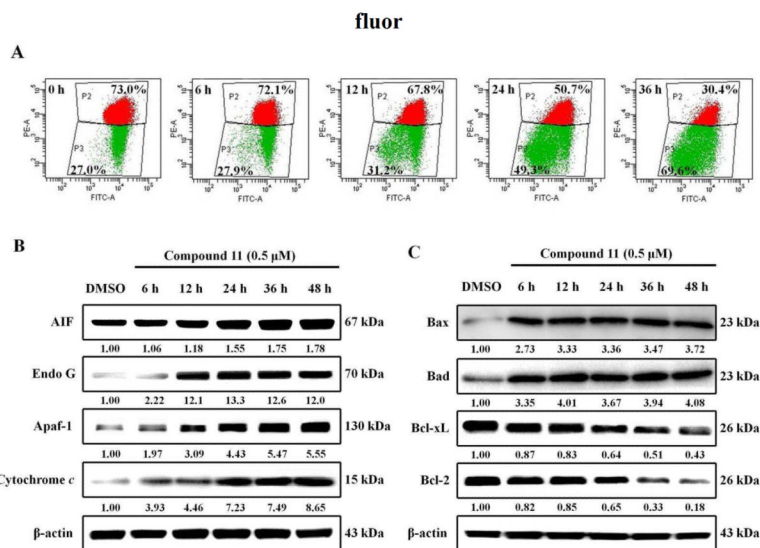 fluor
A
0 h 73.0% 6 h 72.1% 12 h 67.8% 24 h 50.7% 36 h 30.4%
P2 P2 P2 P2 P2
PE-A PE-A PE-A PE-A PE-A
P3 P3 P3 P3
27.0% 27.9% 31.2% 49.3% 69.6%
FITC-A FITC-A FITC-A FITC-A FITC-A
B
Compound 11 (0.5 μM)
DMSO 6 h 12 h 24 h 36 h 48 h
AIF 67 kDa
1.00 1.06 1.18 1.55 1.75 1.78
Endo G 70 kDa
1.00 2.22 12.1 13.3 12.6 12.0
Apaf-1 130 kDa
1.00 1.97 3.09 4.43 5.47 5.55
Cytochrome c 15 kDa
1.00 3.93 4.46 7.23 7.49 8.65
β-actin 43 kDa
C
Compound 11 (0.5 μM)
DMSO 6 h 12 h 24 h 36 h 48 h
Bax 23 kDa
1.00 2.73 3.33 3.36 3.47 3.72
Bad 23 kDa
1.00 3.35 4.01 3.67 3.94 4.08
Bcl-xL 26 kDa
1.00 0.87 0.83 0.64 0.51 0.43
Bcl-2 26 kDa
1.00 0.82 0.85 0.65 0.33 0.18
β-actin 43 kDa